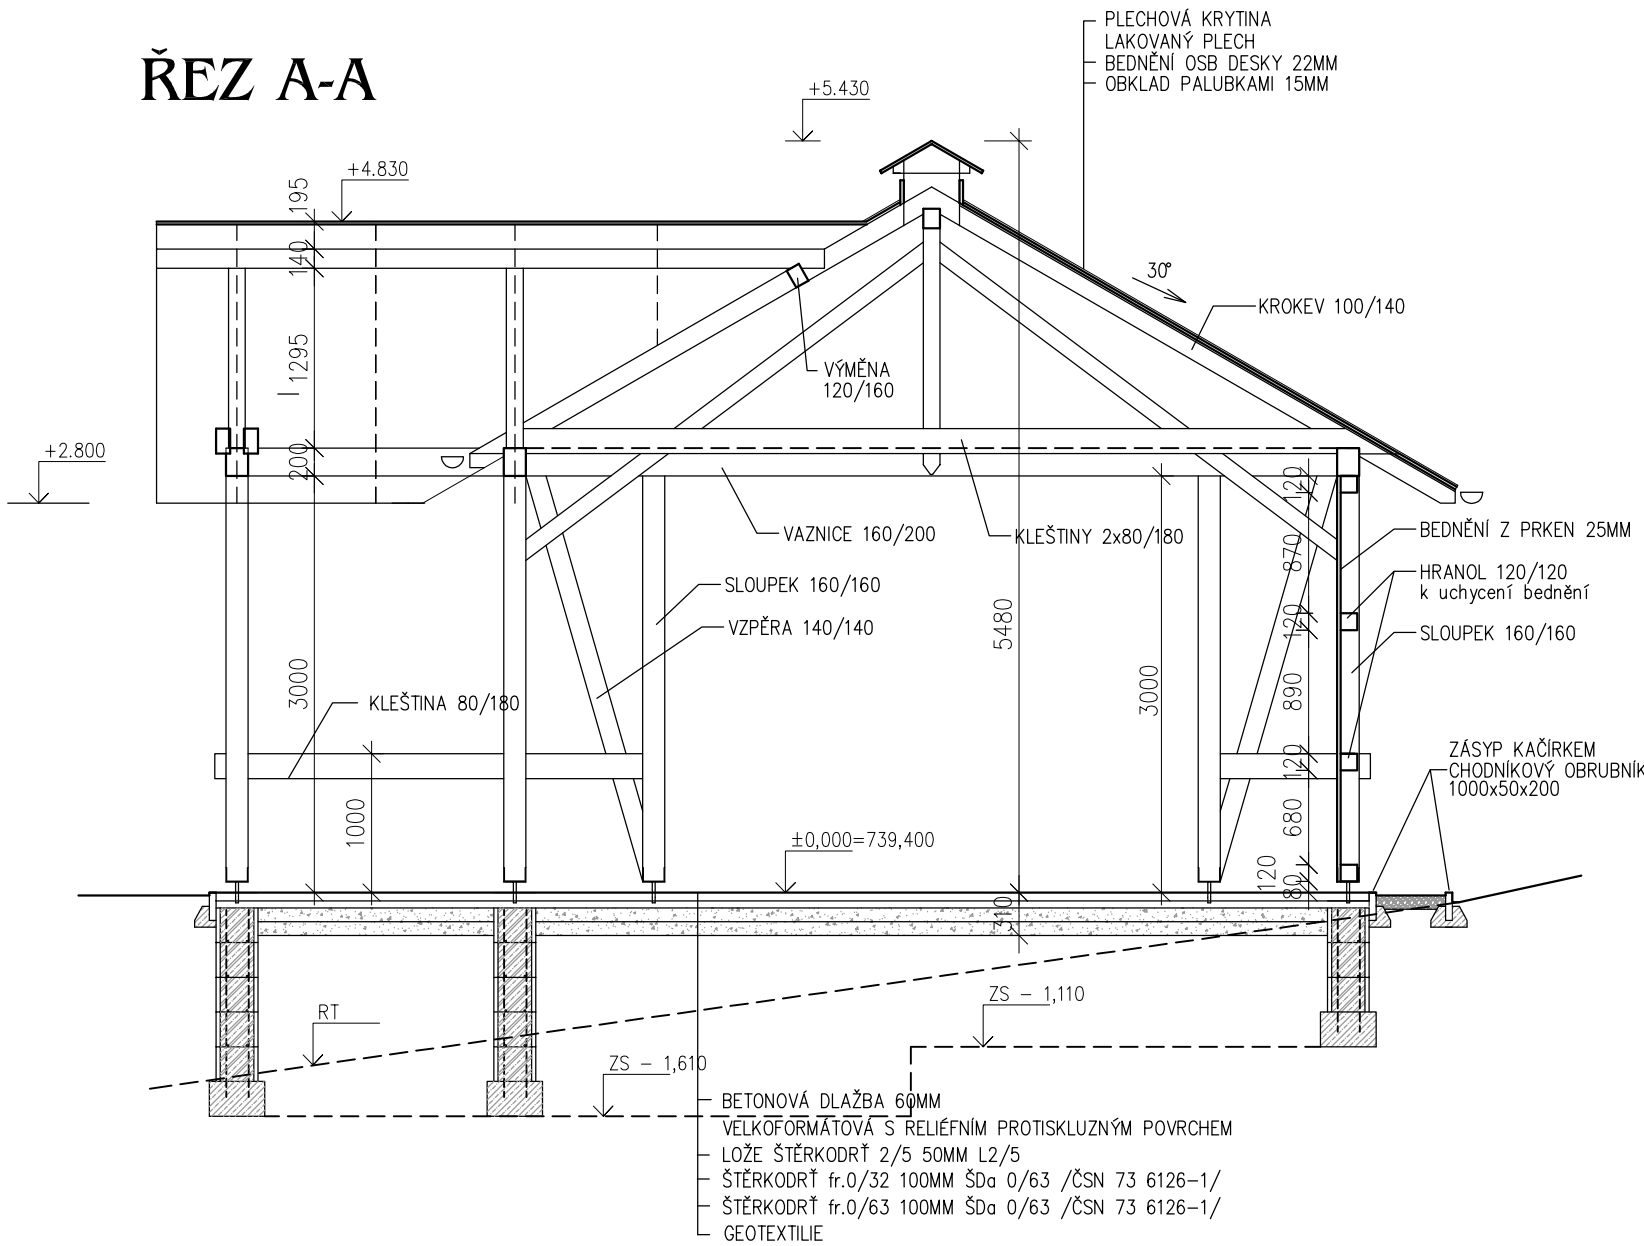 ŘEZ A-A
PLECHOVÁ KRYTINA
LAKOVANÝ PLECH
BEDNĚNÍ OSB DESKY 22MM
OBKLAD PALUBKAMI 15MM
+5.430
+4.830
195
140
1295
200
3000
+2.800
30°
KROKEV 100/140
VÝMĚNA
120/160
VAZNICE 160/200
KLEŠTINY 2x80/180
SLOUPEK 160/160
VZPĚRA 140/140
KLEŠTINA 80/180
1000
5480
310
3000
120
870
120
890
120
680
120
80
BEDNĚNÍ Z PRKEN 25MM
HRANOL 120/120
k uchycení bednění
SLOUPEK 160/160
ZÁSYP KAČÍRKEM
CHODNÍKOVÝ OBRUBNÍK
1000x50x200
±0,000=739,400
RT
ZS - 1,110
ZS - 1,610
BETONOVÁ DLAŽBA 60MM
VELKOFORMÁTOVÁ S RELIÉFNÍM PROTISKLUZNÝM POVRCHEM
LOŽE ŠTĚRKODRŤ 2/5 50MM L2/5
ŠTĚRKODRŤ fr.0/32 100MM ŠDa 0/63 /ČSN 73 6126-1/
ŠTĚRKODRŤ fr.0/63 100MM ŠDa 0/63 /ČSN 73 6126-1/
GEOTEXTILIE